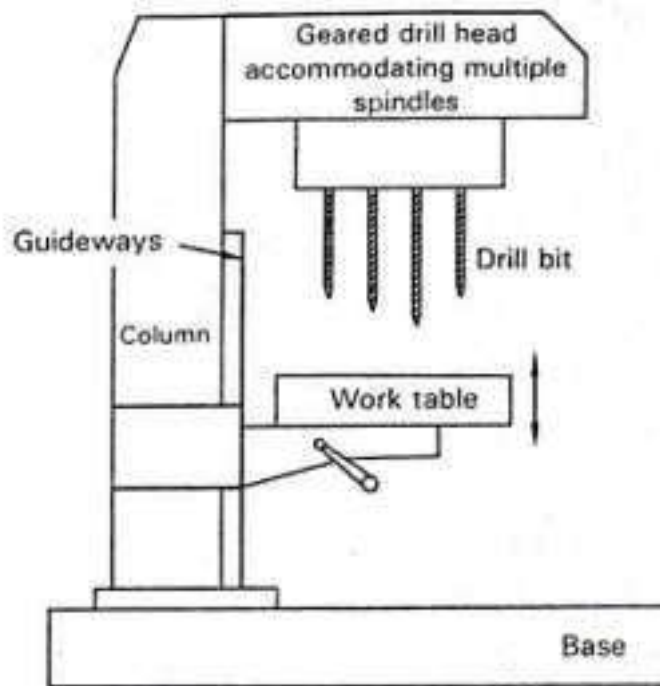 Geared drill head
accommodating multiple
spindles
Guideways
Drill bit
Column
Work table
Base